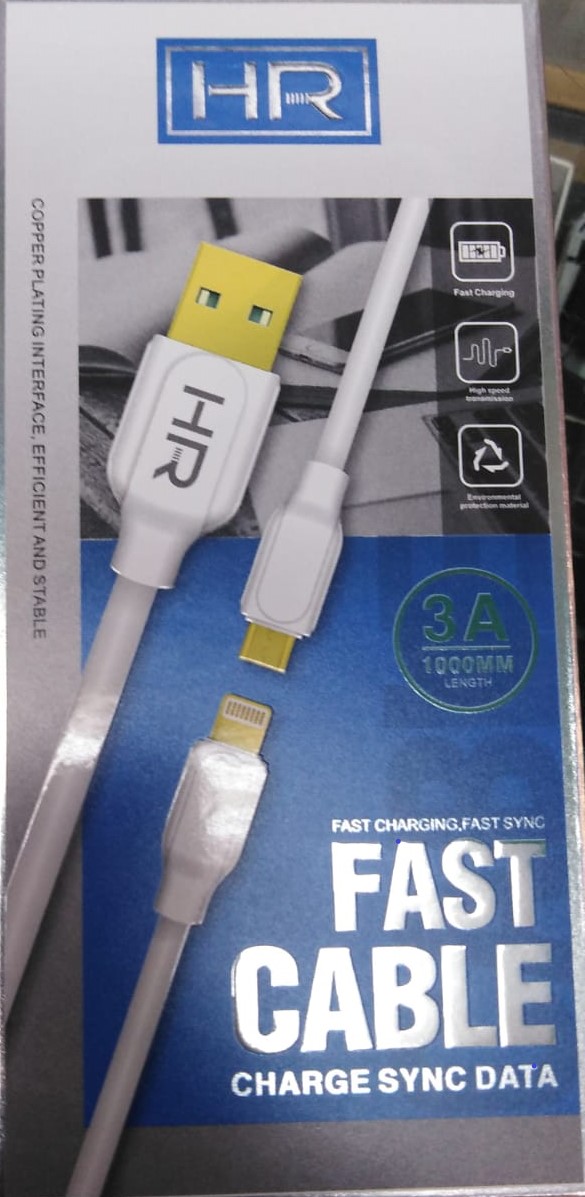 HR
COPPER PLATING INTERFACE, EFFICIENT AND STABLE
Fast Charging
High speed
transmission
Environmental
protection material
HR
3A
1000MM
LENGTH
FAST CHARGING,FAST SYNC
FAST
CABLE
CHARGE SYNC DATA